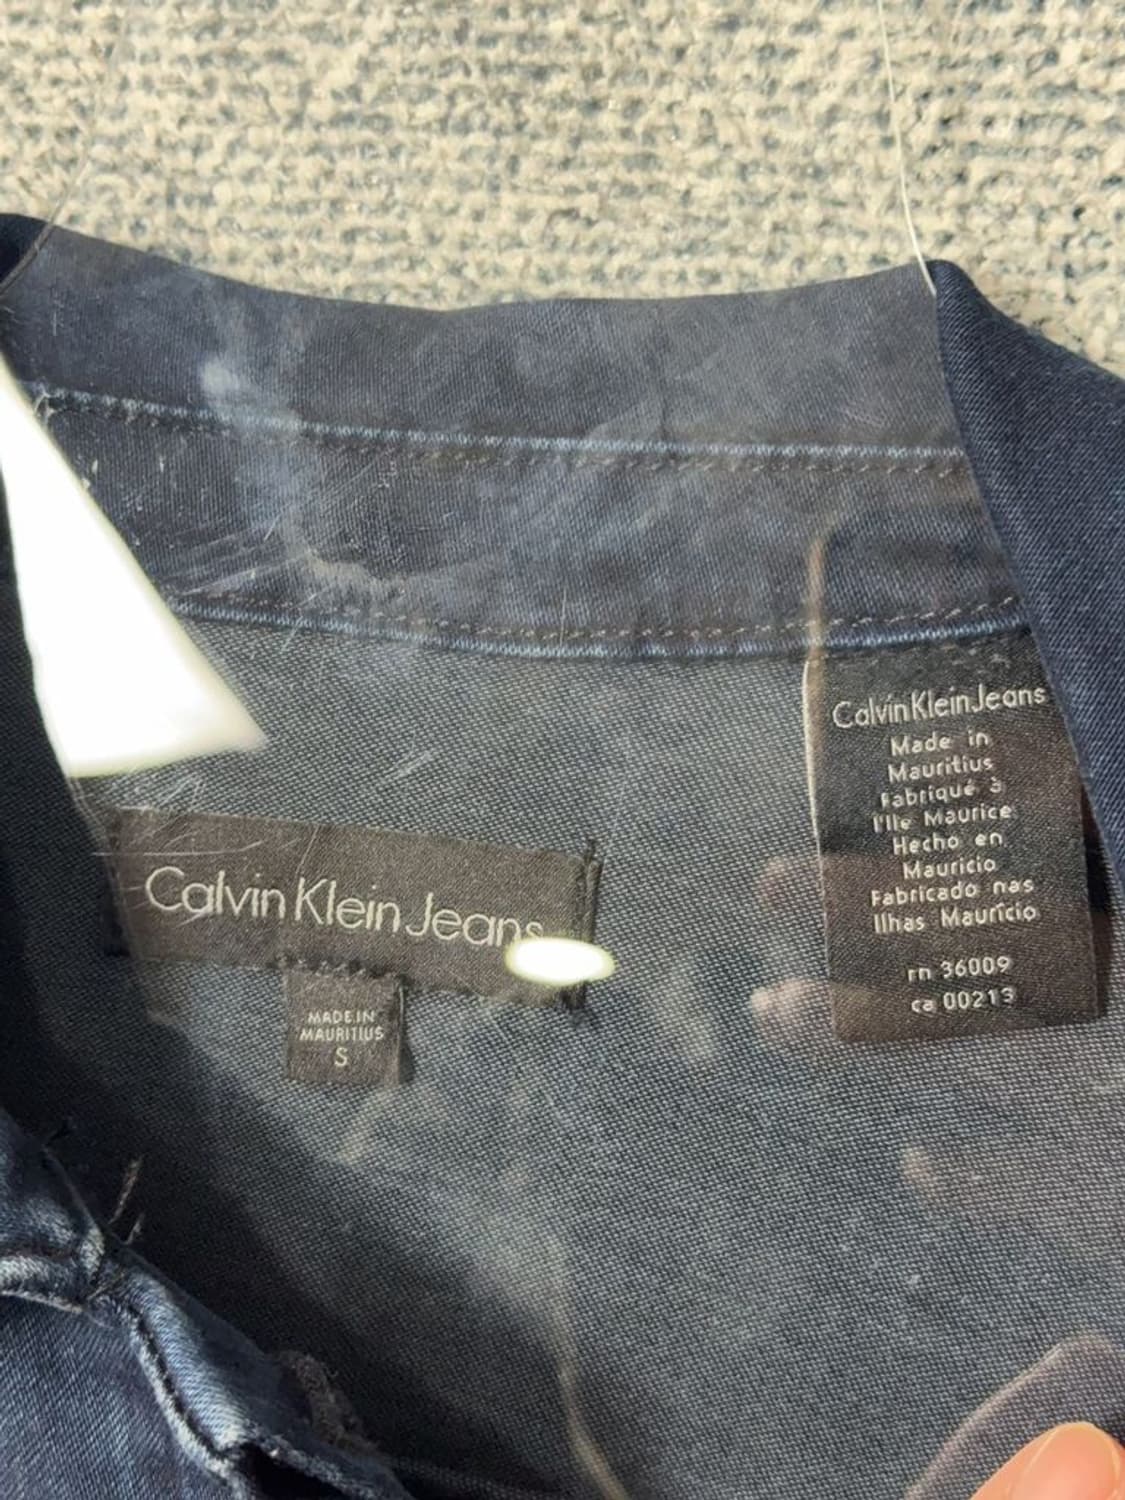 Calvin Klein Jeans
MADE IN
MAURITIUS
S
Calvin Klein Jeans
Made in
Mauritius
Fabriqué à
l'Ile Maurice
Hecho en
Mauricio
Fabricado nas
Ilhas Maurício
rn 36009
ca 00213